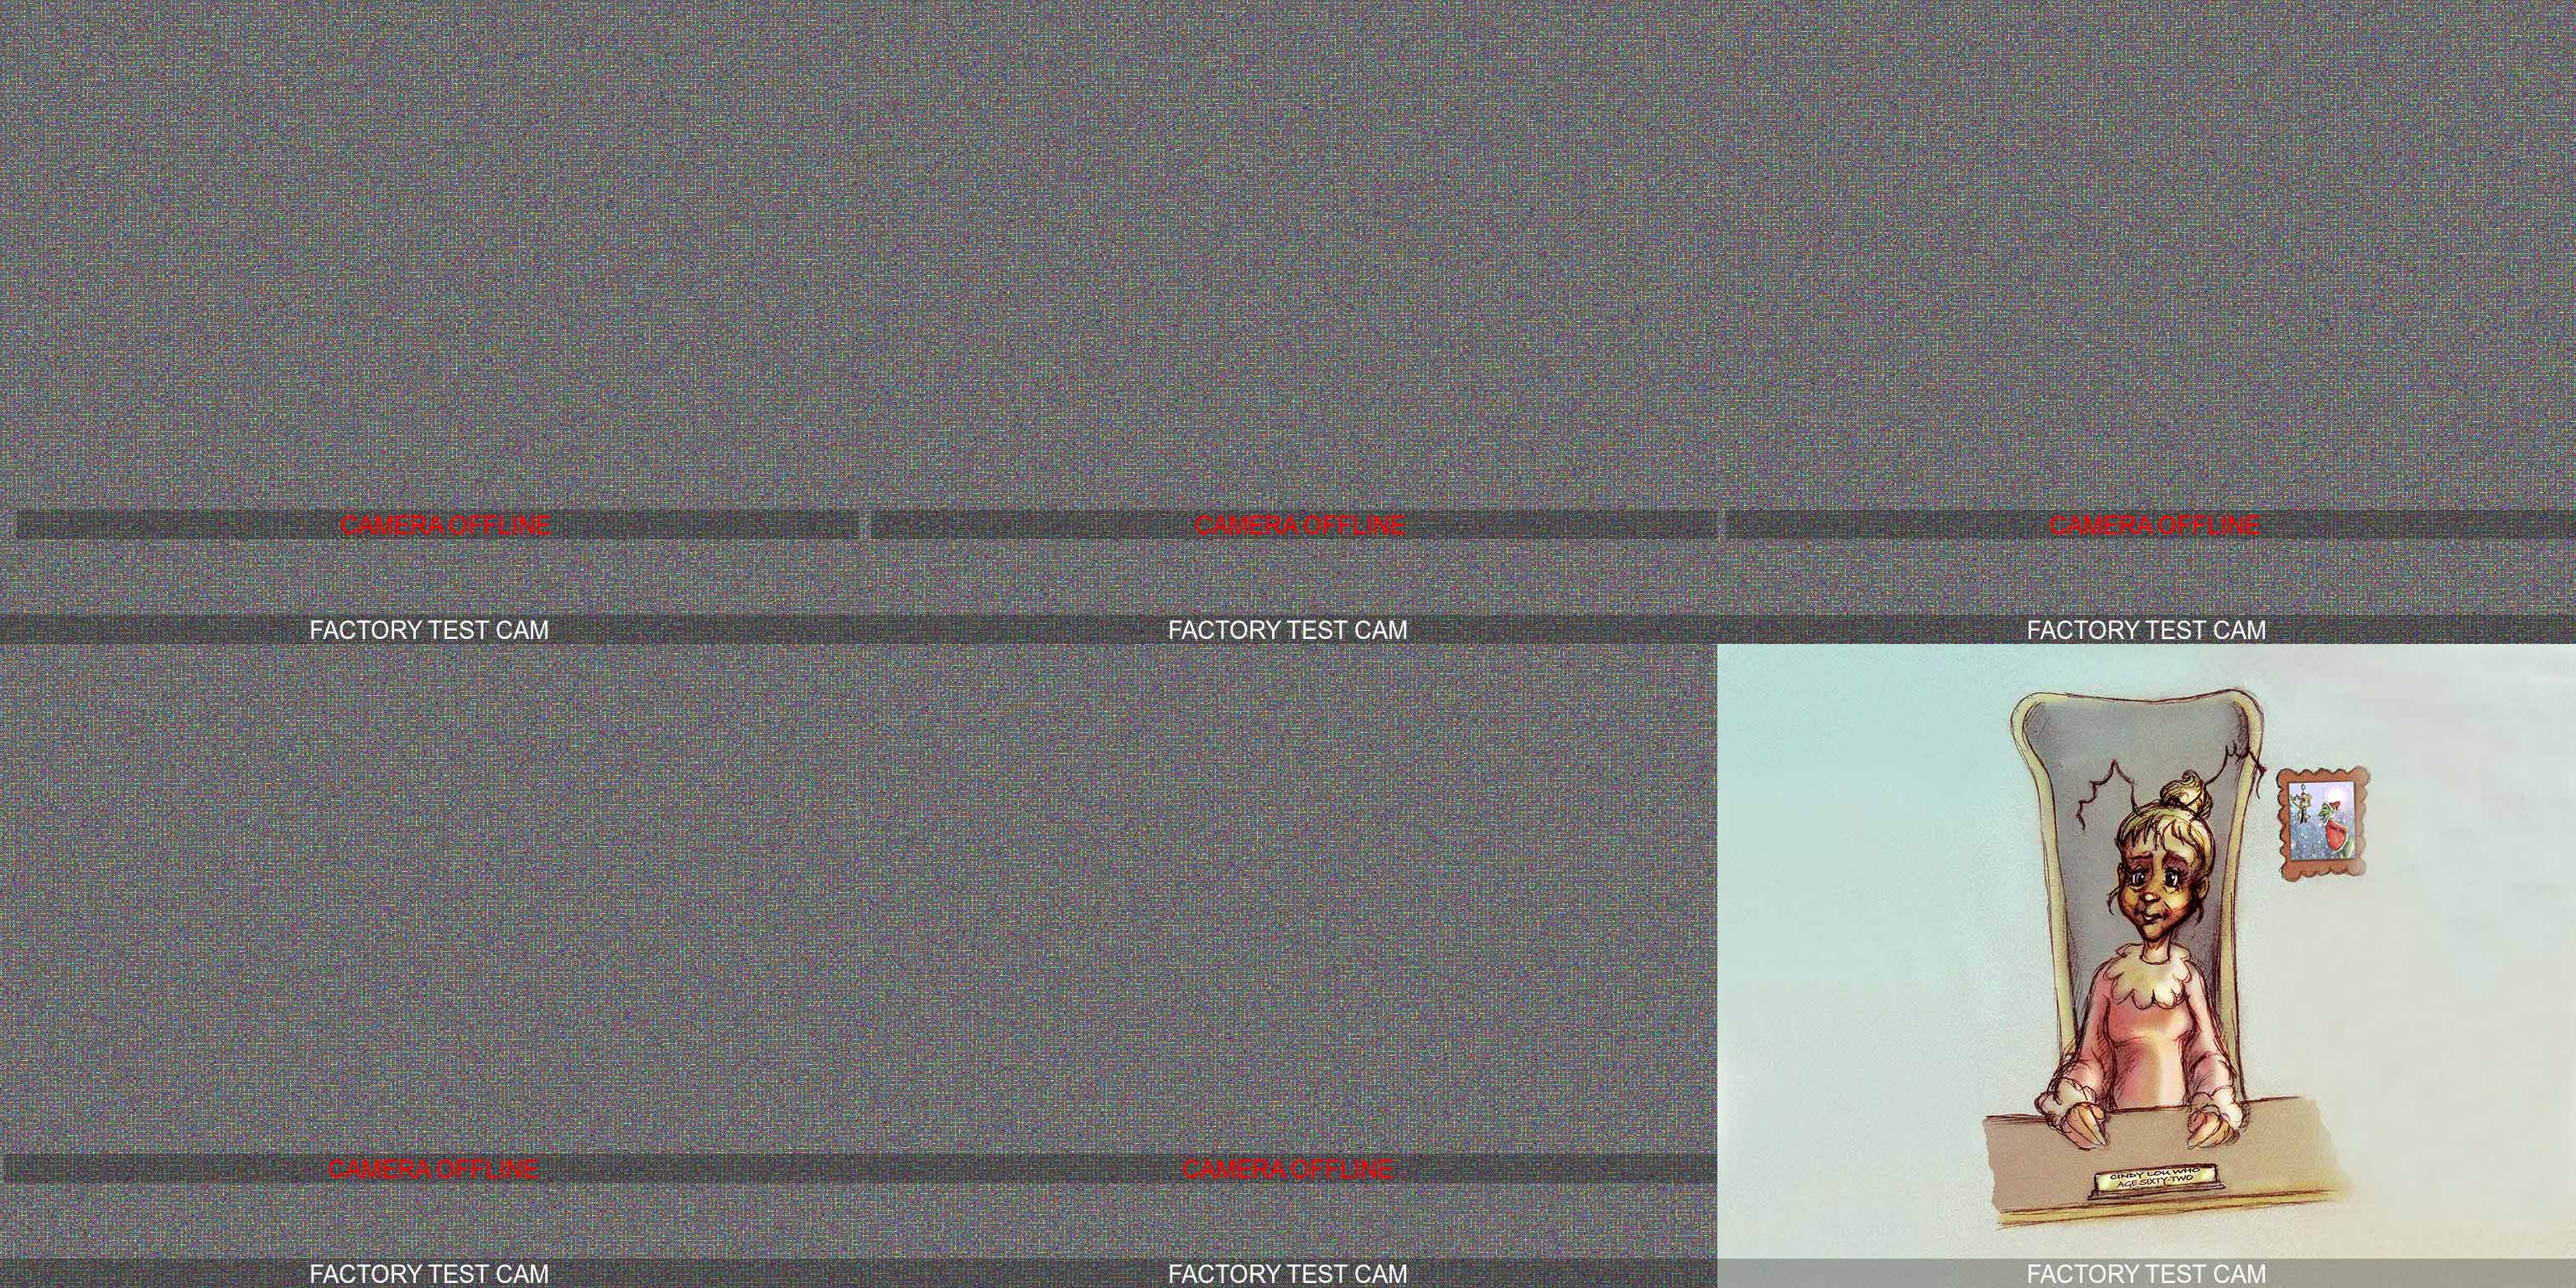 CAMERA OFFLINE CAMERA OFFLINE CAMERA OFFLINE
FACTORY TEST CAM FACTORY TEST CAM FACTORY TEST CAM
CAMERA OFFLINE CAMERA OFFLINE
CINDY LOU WHO
AGE SIXTY-TWO
FACTORY TEST CAM FACTORY TEST CAM FACTORY TEST CAM